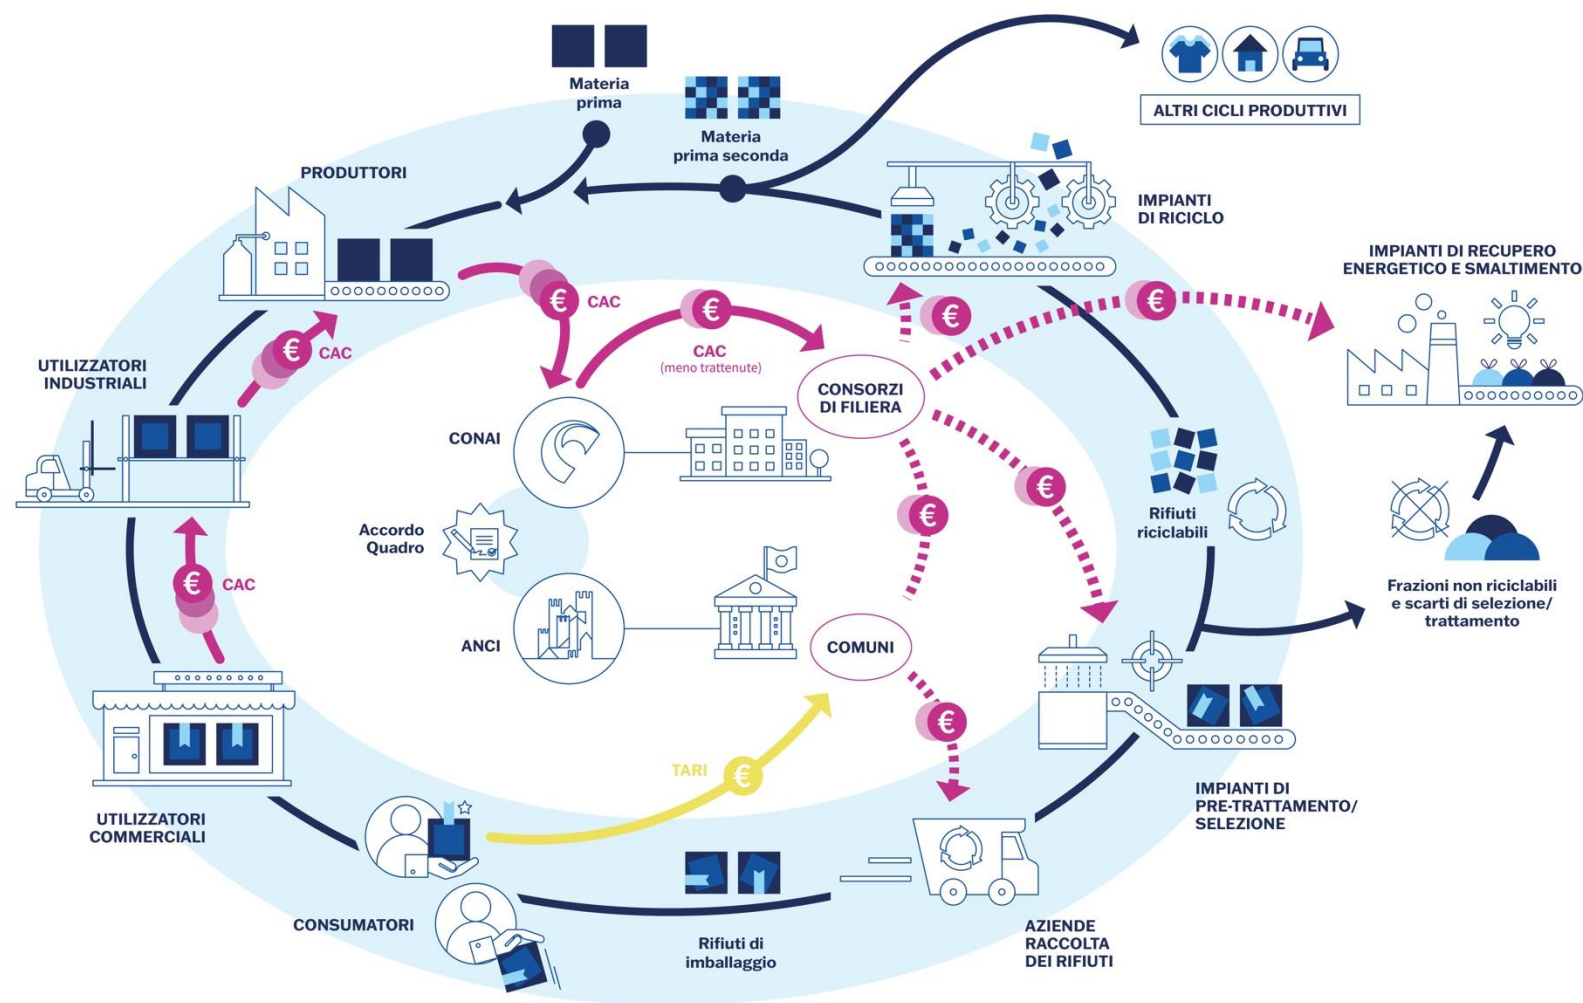 Materia
prima
Materia
prima seconda
ALTRI CICLI PRODUTTIVI
PRODUTTORI
IMPIANTI
DI RICICLO
IMPIANTI DI RECUPERO
ENERGETICO E SMALTIMENTO
€
CAC
€
CAC
(meno trattenute)
€
€
€
CAC
UTILIZZATORI
INDUSTRIALI
CONSORZI
DI FILIERA
CONAI
€
€
Rifiuti
riciclabili
Accordo
Quadro
Frazioni non riciclabili
e scarti di selezione/
trattamento
€
CAC
ANCI
COMUNI
€
TARI
€
UTILIZZATORI
COMMERCIALI
IMPIANTI DI
PRE-TRATTAMENTO/
SELEZIONE
CONSUMATORI
Rifiuti di
imballaggio
AZIENDE
RACCOLTA
DEI RIFIUTI